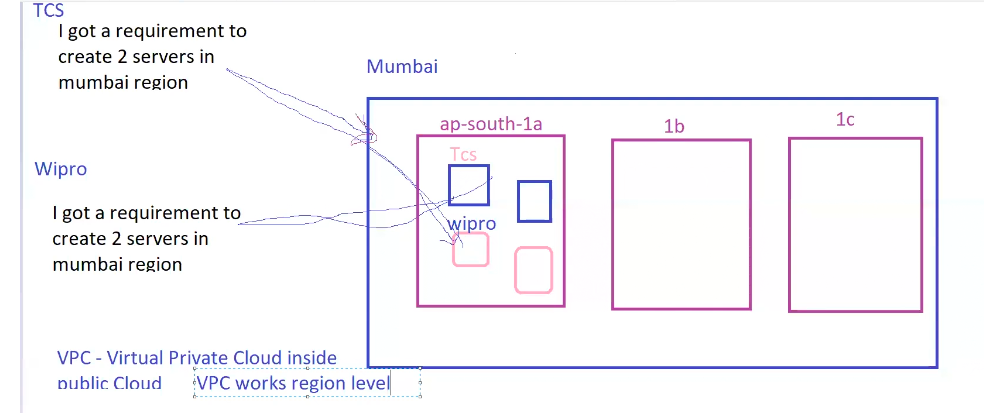 TCS
I got a requirement to
create 2 servers in
mumbai region
Mumbai
ap-south-1a
1b
1c
Tcs
Wipro
wipro
I got a requirement to
create 2 servers in
mumbai region
VPC - Virtual Private Cloud inside
public Cloud
VPC works region level